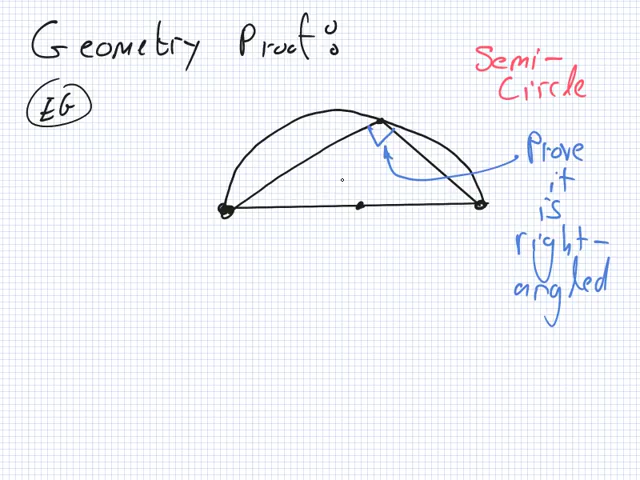 Geometry Proof:
EG
Semi-
Circle
Prove
it
is
right-
angled